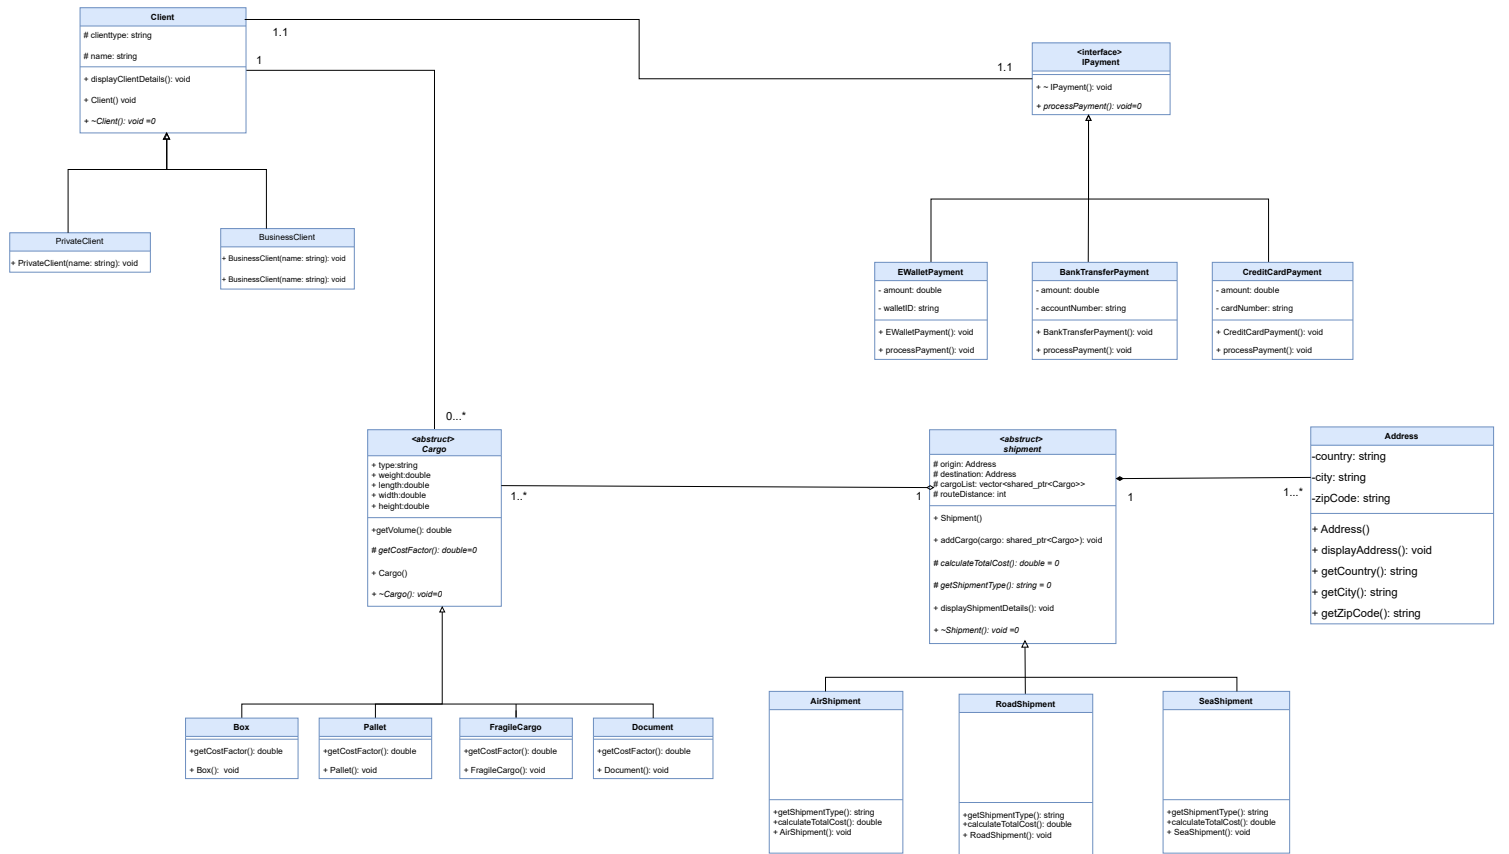 Client
# clienttype: string
# name: string
+ displayClientDetails(): void
+ Client() void
+ ~Client(): void =0
1.1
1
1.1
<interface>
IPayment
+ ~ IPayment(): void
+ processPayment(): void=0
PrivateClient
+ PrivateClient(name: string): void
BusinessClient
+ BusinessClient(name: string): void
+ BusinessClient(name: string): void
EWalletPayment
- amount: double
- walletID: string
+ EWalletPayment(): void
+ processPayment(): void
BankTransferPayment
- amount: double
- accountNumber: string
+ BankTransferPayment(): void
+ processPayment(): void
CreditCardPayment
- amount: double
- cardNumber: string
+ CreditCardPayment(): void
+ processPayment(): void
0...*
<abstruct>
Cargo
+ type:string
+ weight:double
+ length:double
+ width:double
+ height:double
+getVolume(): double
# getCostFactor(): double=0
+ Cargo()
+ ~Cargo(): void=0
1..*
1
<abstruct>
shipment
# origin: Address
# destination: Address
# cargoList: vector<shared_ptr<Cargo>>
# routeDistance: int
+ Shipment()
+ addCargo(cargo: shared_ptr<Cargo>): void
# calculateTotalCost(): double = 0
# getShipmentType(): string = 0
+ displayShipmentDetails(): void
+ ~Shipment(): void =0
1
1...*
Address
-country: string
-city: string
-zipCode: string
+ Address()
+ displayAddress(): void
+ getCountry(): string
+ getCity(): string
+ getZipCode(): string
Box
+getCostFactor(): double
+ Box(): void
Pallet
+getCostFactor(): double
+ Pallet(): void
FragileCargo
+getCostFactor(): double
+ FragileCargo(): void
Document
+getCostFactor(): double
+ Document(): void
AirShipment
+getShipmentType(): string
+calculateTotalCost(): double
+ AirShipment(): void
RoadShipment
+getShipmentType(): string
+calculateTotalCost(): double
+ RoadShipment(): void
SeaShipment
+getShipmentType(): string
+calculateTotalCost(): double
+ SeaShipment(): void